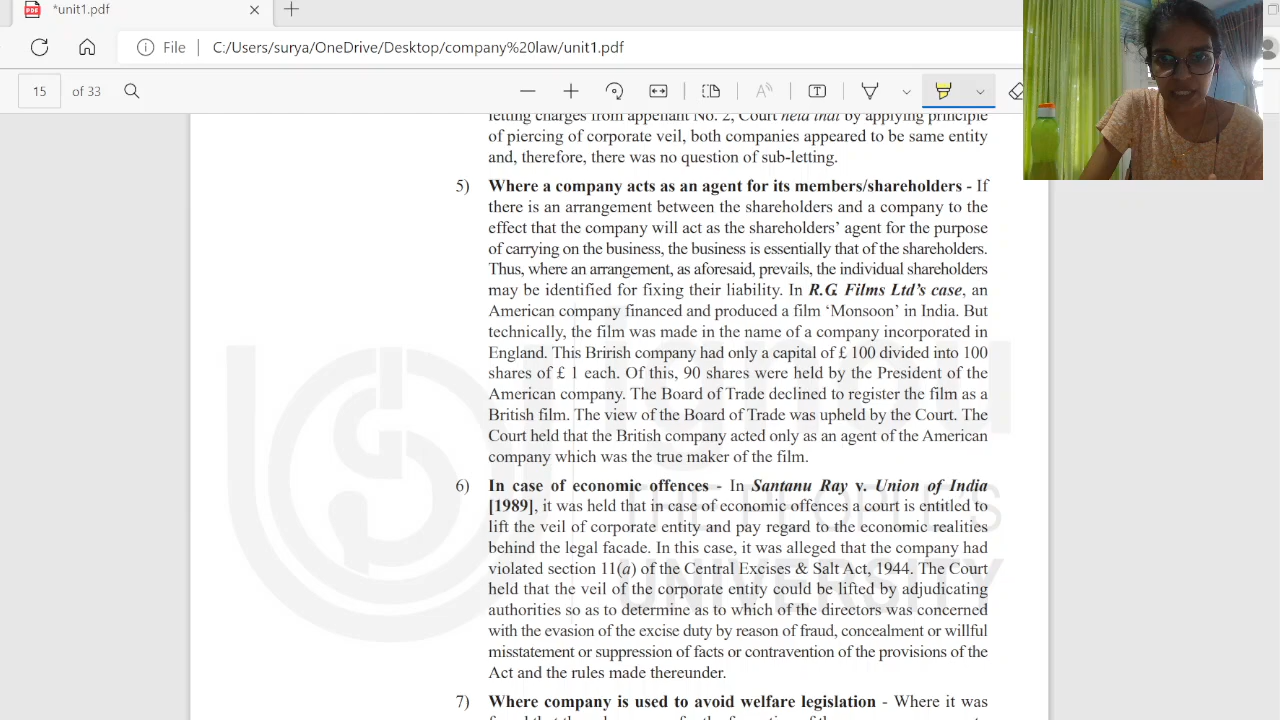 *unit1.pdf
File C:/Users/surya/OneDrive/Desktop/company%20law/unit1.pdf
15 of 33
letting charges from appellant No. 2, Court held that by applying principle
of piercing of corporate veil, both companies appeared to be same entity
and, therefore, there was no question of sub-letting.
5) Where a company acts as an agent for its members/shareholders - If
there is an arrangement between the shareholders and a company to the
effect that the company will act as the shareholders' agent for the purpose
of carrying on the business, the business is essentially that of the shareholders.
Thus, where an arrangement, as aforesaid, prevails, the individual shareholders
may be identified for fixing their liability. In R.G. Films Ltd's case, an
American company financed and produced a film 'Monsoon' in India. But
technically, the film was made in the name of a company incorporated in
England. This Brirish company had only a capital of £ 100 divided into 100
shares of £ 1 each. Of this, 90 shares were held by the President of the
American company. The Board of Trade declined to register the film as a
British film. The view of the Board of Trade was upheld by the Court. The
Court held that the British company acted only as an agent of the American
company which was the true maker of the film.
6) In case of economic offences - In Santanu Ray v. Union of India
[1989], it was held that in case of economic offences a court is entitled to
lift the veil of corporate entity and pay regard to the economic realities
behind the legal facade. In this case, it was alleged that the company had
violated section 11(a) of the Central Excises & Salt Act, 1944. The Court
held that the veil of the corporate entity could be lifted by adjudicating
authorities so as to determine as to which of the directors was concerned
with the evasion of the excise duty by reason of fraud, concealment or willful
misstatement or suppression of facts or contravention of the provisions of the
Act and the rules made thereunder.
7) Where company is used to avoid welfare legislation - Where it was
ignou
THE PEOPLE'S
UNIVERSITY